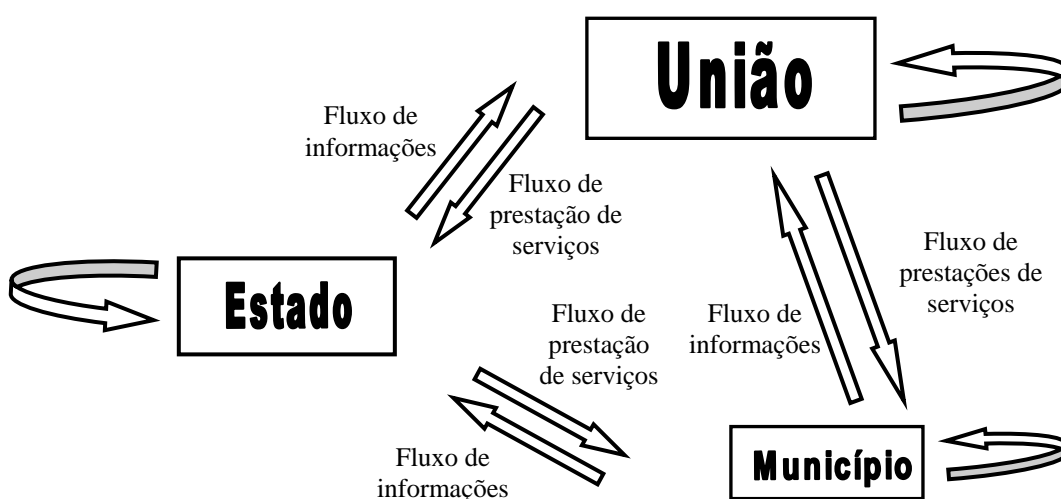 União
Fluxo de
informações
Fluxo de
prestação de
serviços
Fluxo de
prestações de
serviços
Estado
Fluxo de
prestação
de serviços
Fluxo de
informações
Fluxo de
informações
Município